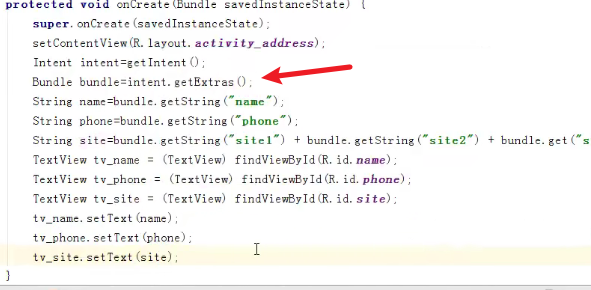 protected void onCreate(Bundle savedInstanceState) {
super.onCreate(savedInstanceState);
setContentView(R.layout.activity_address);
Intent intent=getIntent();
Bundle bundle=intent.getExtras();
String name=bundle.getString("name");
String phone=bundle.getString("phone");
String site=bundle.getString("site1") + bundle.getString("site2") + bundle.get("s
TextView tv_name = (TextView) findViewById(R.id.name);
TextView tv_phone = (TextView) findViewById(R.id.phone);
TextView tv_site = (TextView) findViewById(R.id.site);
tv_name.setText(name);
tv_phone.setText(phone);
tv_site.setText(site);
}